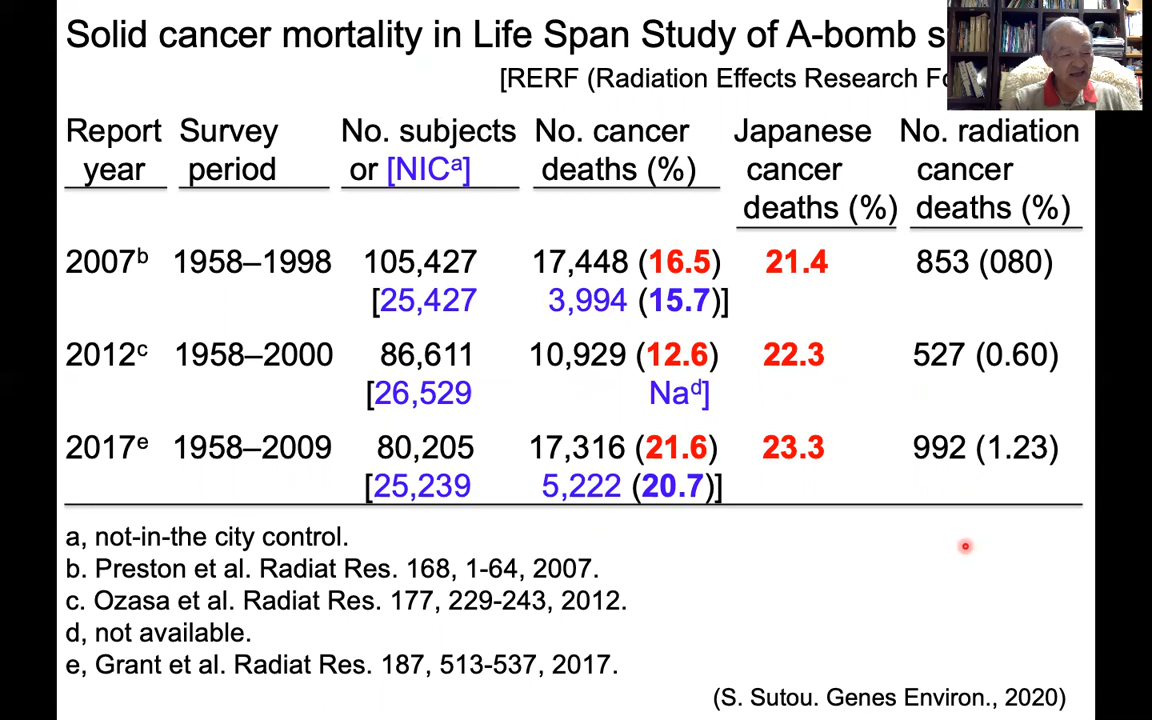 Solid cancer mortality in Life Span Study of A-bomb
[RERF (Radiation Effects Research
Report Survey No. subjects No. cancer Japanese No. radiation
year period or [NICa] deaths (%) cancer cancer
deaths (%) deaths (%)
2007b 1958–1998 105,427 17,448 (16.5) 21.4 853 (080)
[25,427 3,994 (15.7)]
2012c 1958–2000 86,611 10,929 (12.6) 22.3 527 (0.60)
[26,529 Nad]
2017e 1958–2009 80,205 17,316 (21.6) 23.3 992 (1.23)
[25,239 5,222 (20.7)]
a, not-in-the city control.
b. Preston et al. Radiat Res. 168, 1-64, 2007.
c. Ozasa et al. Radiat Res. 177, 229-243, 2012.
d, not available.
e, Grant et al. Radiat Res. 187, 513-537, 2017.
(S. Sutou. Genes Environ., 2020)